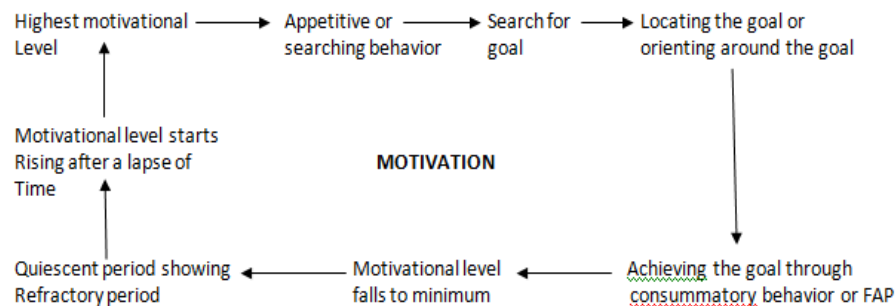 Highest motivational
Level
Appetitive or
searching behavior
Search for
goal
Locating the goal or
orienting around the goal
Motivational level starts
Rising after a lapse of
Time
MOTIVATION
Quiescent period showing
Refractory period
Motivational level
falls to minimum
Achieving the goal through
consummatory behavior or FAP